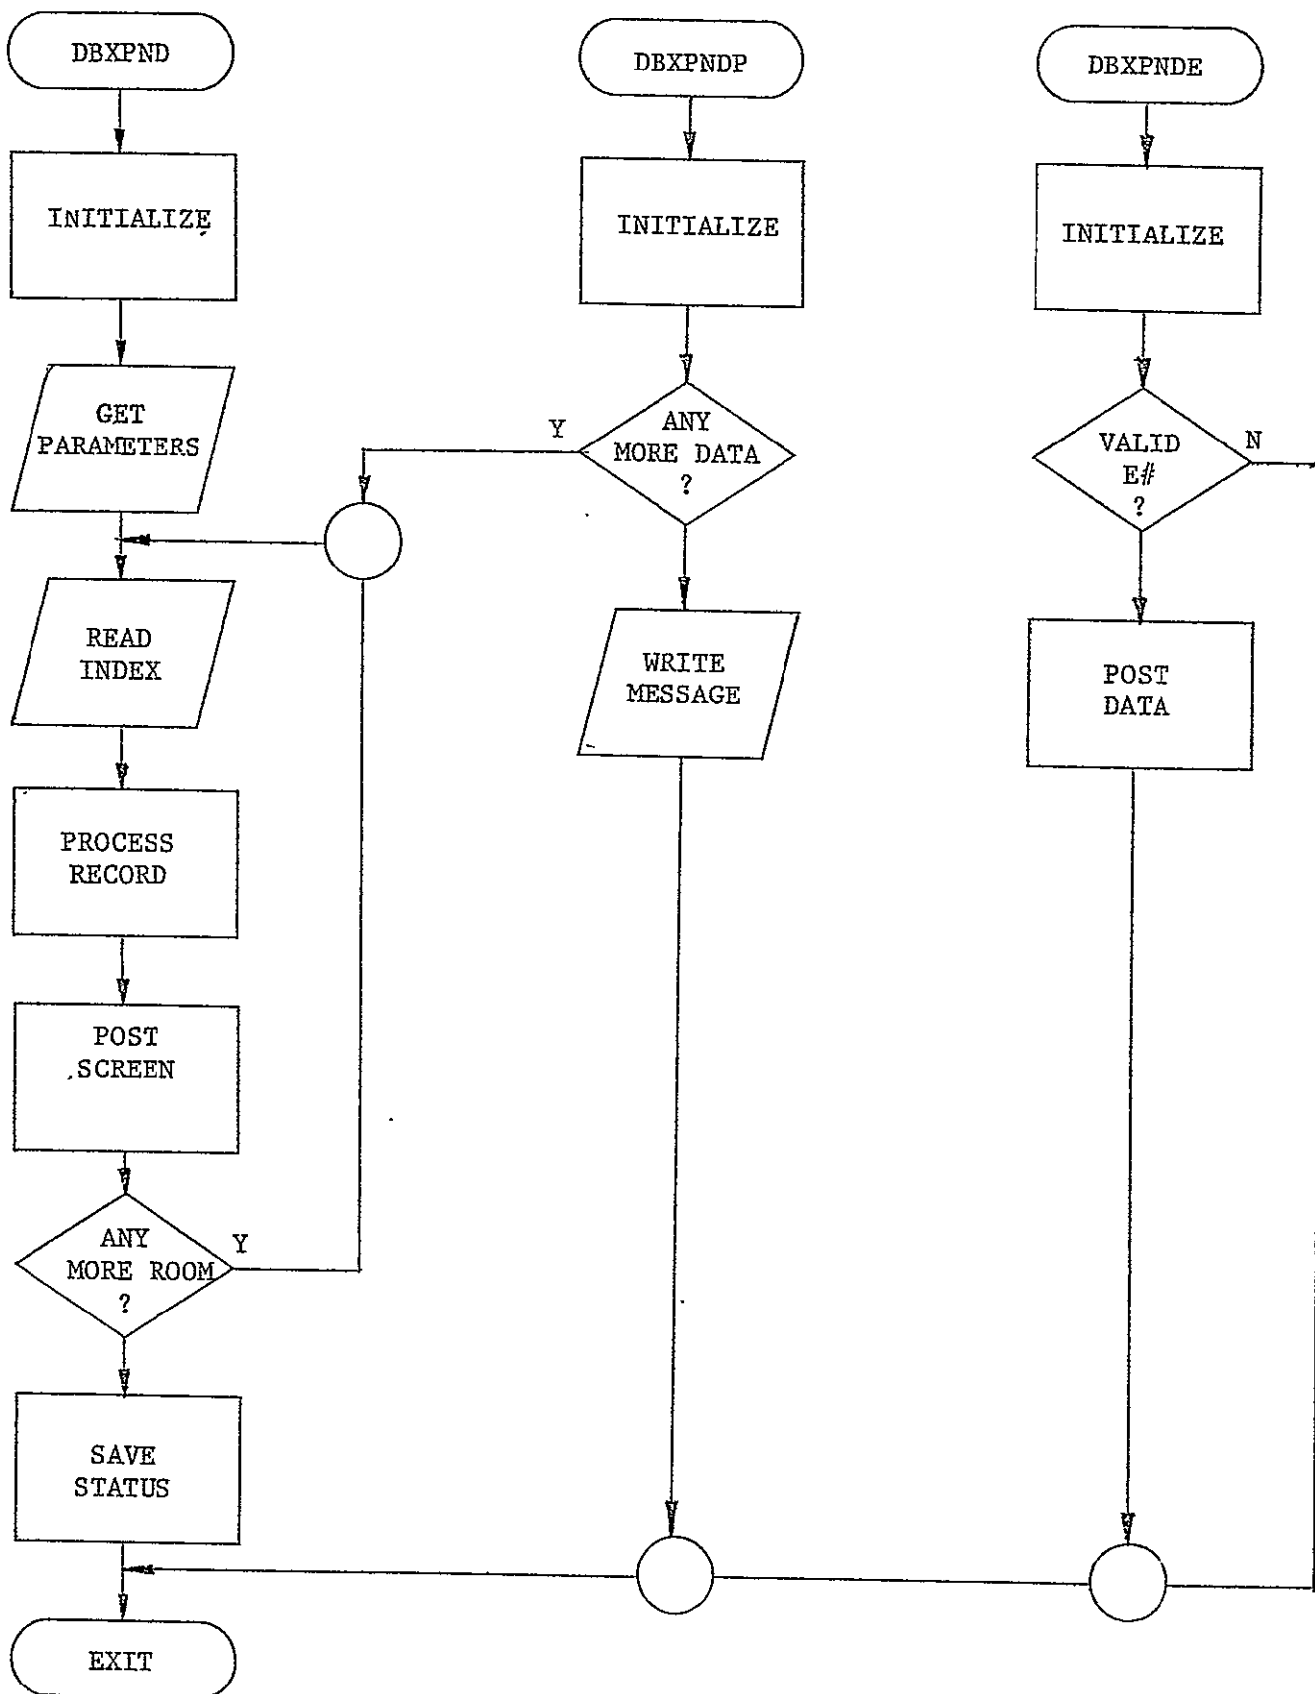 DBXPND
INITIALIZE
GET
PARAMETERS
READ
INDEX
PROCESS
RECORD
POST
SCREEN
ANY
MORE ROOM
?
Y
SAVE
STATUS
EXIT
DBXPNDP
INITIALIZE
ANY
MORE DATA
?
Y
WRITE
MESSAGE
DBXPNDE
INITIALIZE
VALID
E#
?
N
POST
DATA